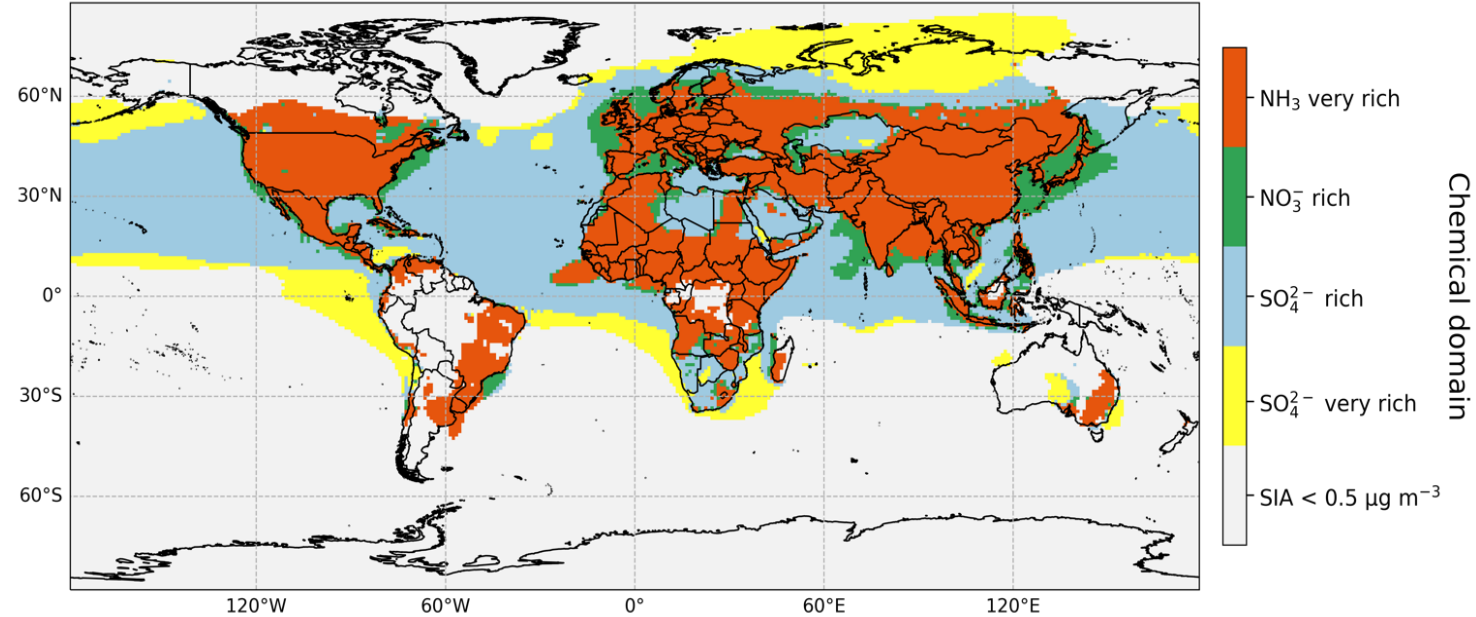 60°N
30°N
0°
30°S
60°S
120°W
60°W
0°
60°E
120°E
NH₃ very rich
NO₃⁻ rich
SO₄²⁻ rich
SO₄²⁻ very rich
SIA < 0.5 µg m⁻³
Chemical domain